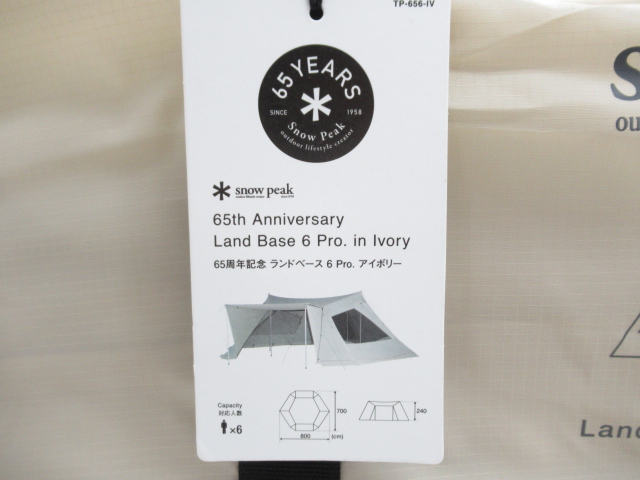 TP-656-IV
65 YEARS
SINCE 1958
Snow Peak
outdoor lifestyle creator
snow peak
65th Anniversary
Land Base 6 Pro. in Ivory
65周年記念 ランドベース 6 Pro. アイボリー
Capacity
対応人数
×6
700
800 (cm)
240
S
ou
Lan